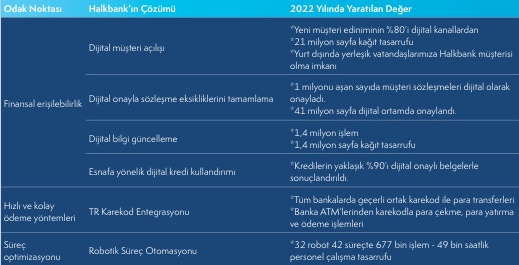 Odak Noktası Halkbank'ın Çözümü 2022 Yılında Yaratılan Değer
Finansal erişilebilirlik
Dijital müşteri açılışı
*Yeni müşteri ediniminin %80'i dijital kanallardan
*21 milyon sayfa kağıt tasarrufu
*Yurt dışında yerleşik vatandaşlarımıza Halkbank müşterisi
olma imkanı
Dijital onayla sözleşme eksikliklerini tamamlama
*1 milyonu aşan sayıda müşteri sözleşmeleri dijital olarak
onayladı.
*41 milyon sayfa dijital ortamda onaylandı.
Dijital bilgi güncelleme
*1,4 milyon işlem
*1,4 milyon sayfa kağıt tasarrufu
Esnafa yönelik dijital kredi kullandırımı
*Kredilerin yaklaşık %90'ı dijital onaylı belgelerle
sonuçlandırıldı.
Hızlı ve kolay
ödeme yöntemleri
TR Karekod Entegrasyonu
*Tüm bankalarda geçerli ortak karekod ile para transferleri
*Banka ATM'lerinden karekodla para çekme, para yatırma
ve ödeme işlemleri
Süreç
optimizasyonu
Robotik Süreç Otomasyonu
*32 robot 42 süreçte 677 bin işlem - 49 bin saatlik
personel çalışma tasarrufu